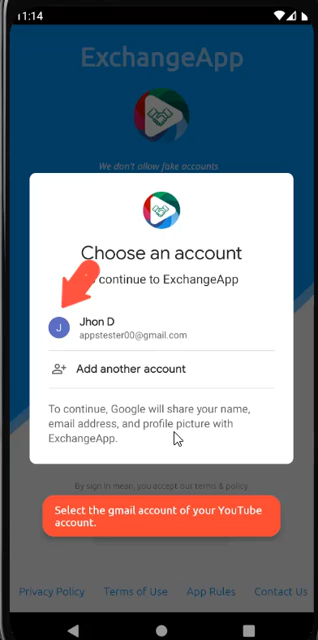 1:14
ExchangeApp
We don't allow fake accounts
Choose an account
continue to ExchangeApp
J
Jhon D
appstester00@gmail.com
Add another account
To continue, Google will share your name,
email address, and profile picture with
ExchangeApp.
By sign in mean, you accept our terms & policy
Select the gmail account of your YouTube
account.
Privacy Policy
Terms of Use
App Rules
Contact Us